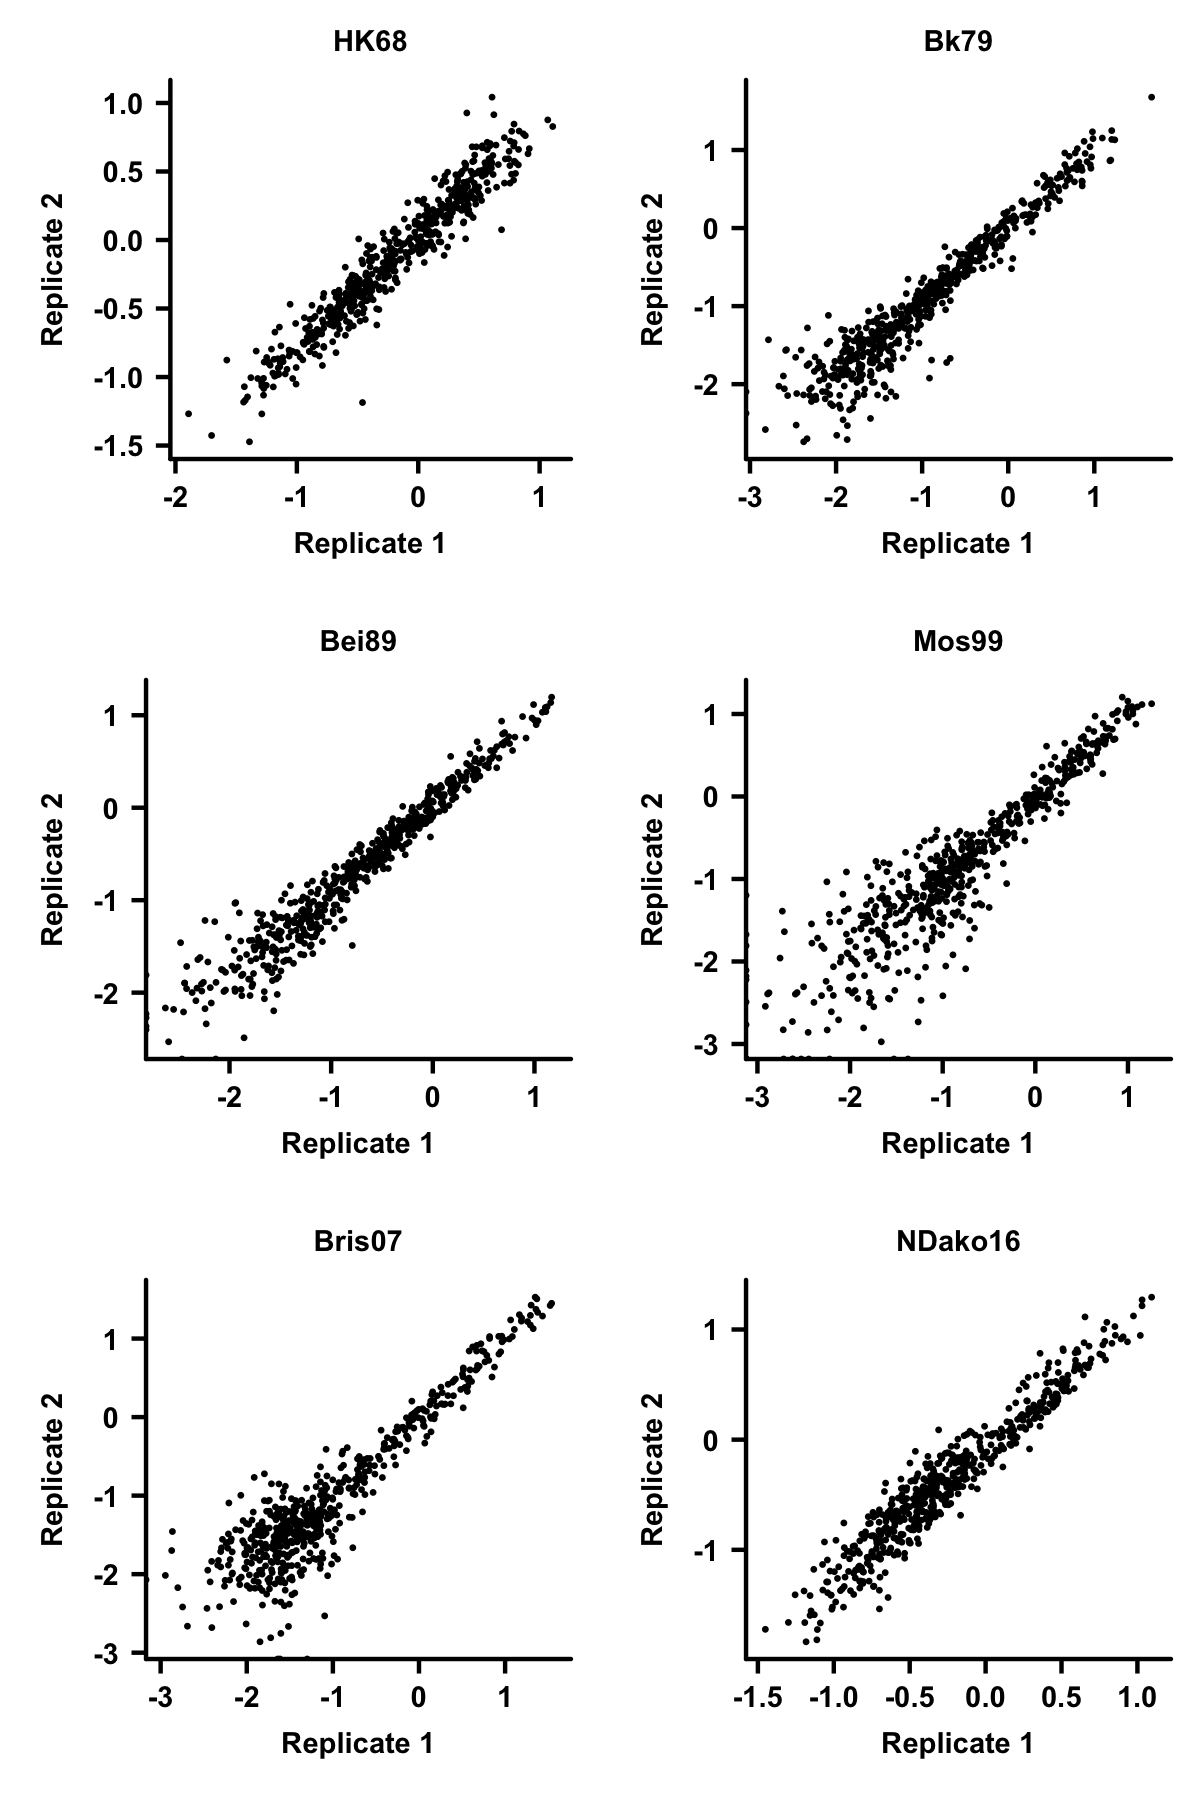 HK68
1.0
0.5
0.0
-0.5
-1.0
-1.5
Replicate 2
-2 -1 0 1
Replicate 1
Bk79
1
0
-1
-2
Replicate 2
-3 -2 -1 0 1
Replicate 1
Bei89
1
0
-1
-2
Replicate 2
-2 -1 0 1
Replicate 1
Mos99
1
0
-1
-2
-3
Replicate 2
-3 -2 -1 0 1
Replicate 1
Bris07
1
0
-1
-2
-3
Replicate 2
-3 -2 -1 0 1
Replicate 1
NDako16
1
0
-1
Replicate 2
-1.5 -1.0 -0.5 0.0 0.5 1.0
Replicate 1